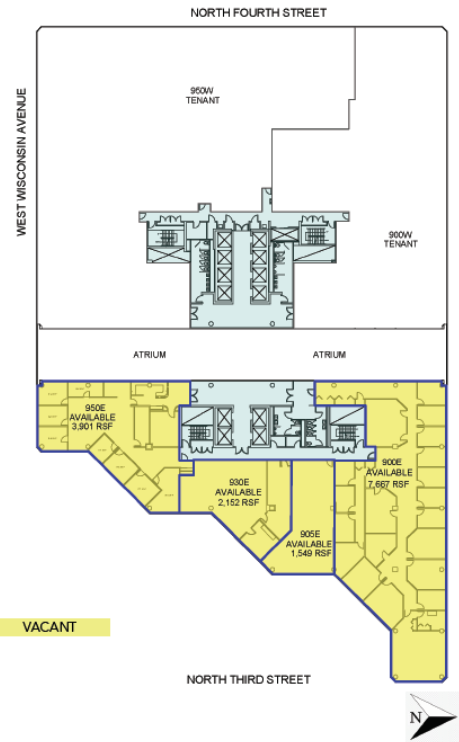 NORTH FOURTH STREET
WEST WISCONSIN AVENUE
950W
TENANT
900W
TENANT
ATRIUM
ATRIUM
950E
AVAILABLE
3,901 RSF
900E
AVAILABLE
7,667 RSF
930E
AVAILABLE
2,152 RSF
905E
AVAILABLE
1,549 RSF
VACANT
NORTH THIRD STREET
N